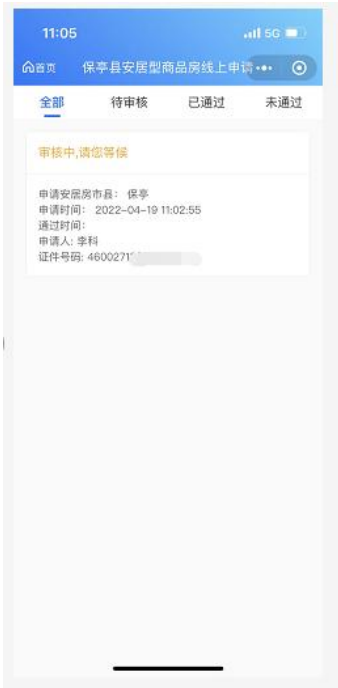 11:05
5G
首页
保亭县安居型商品房线上申请
全部
待审核
已通过
未通过
审核中,请您等候
申请安居房市县： 保亭
申请时间： 2022-04-19 11:02:55
通过时间：
申请人: 李科
证件号码: 4600271